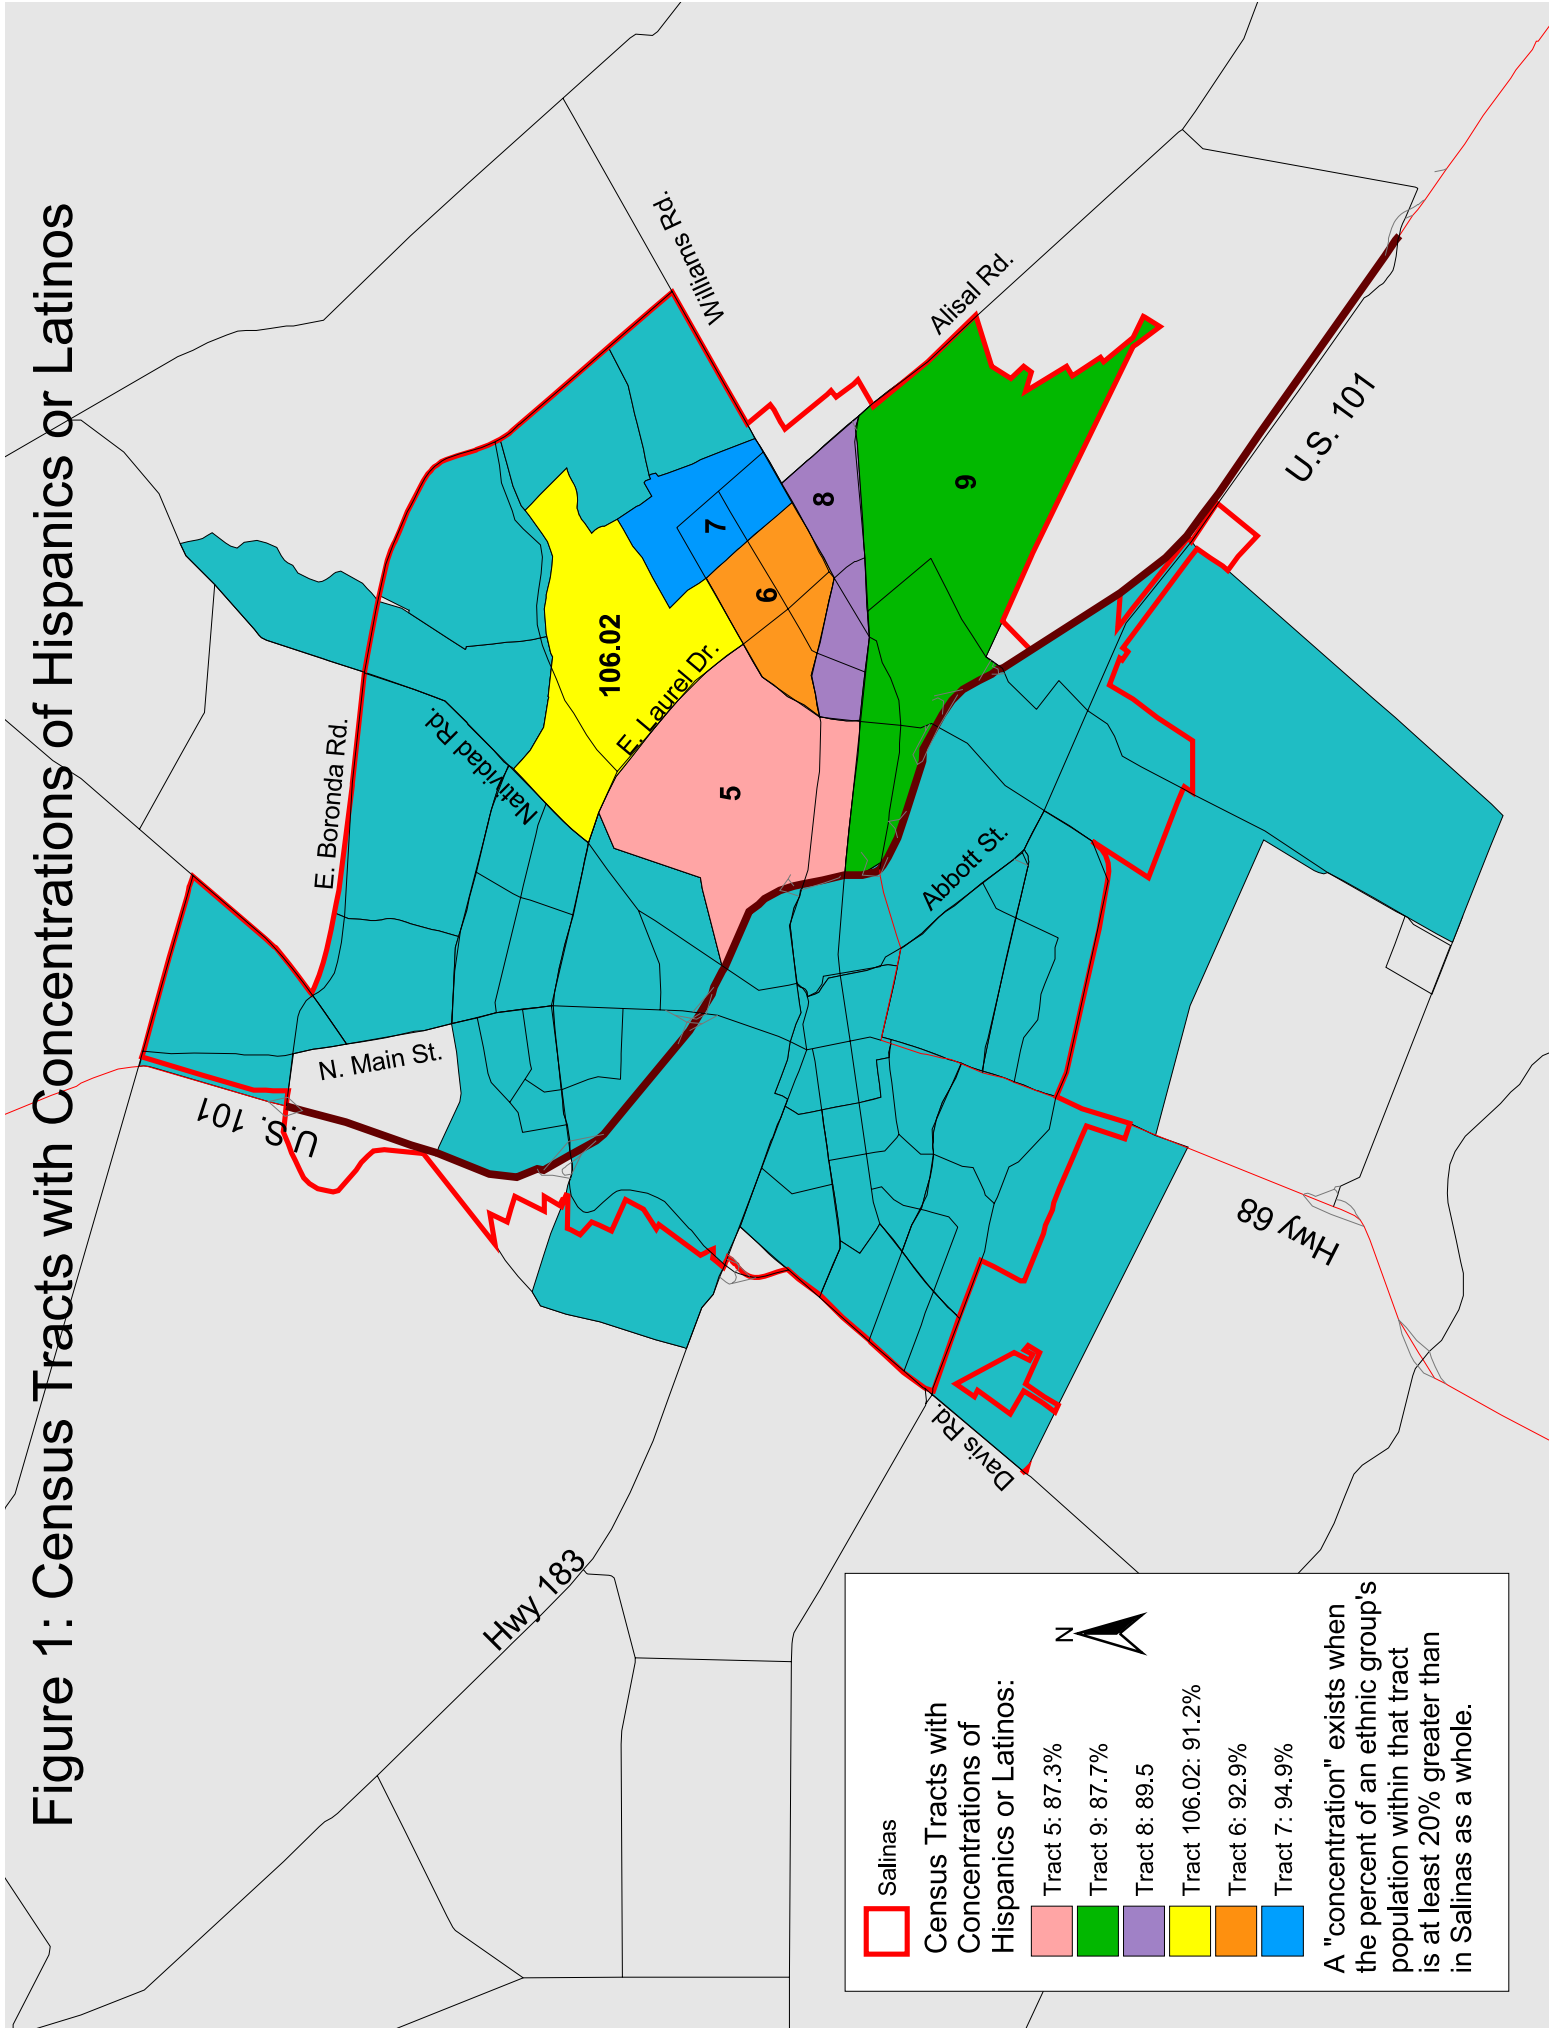 Figure 1: Census Tracts with Concentrations of Hispanics or Latinos
U.S. 101
N. Main St.
E. Boronda Rd.
Natividad Rd.
E. Laurel Dr.
Williams Rd.
Alisal Rd.
106.02
7
6
8
5
9
Abbott St.
U.S. 101
Hwy 183
Davis Rd.
Hwy 68
Salinas
Census Tracts with
Concentrations of
Hispanics or Latinos:
Tract 5: 87.3%
Tract 9: 87.7%
Tract 8: 89.5
Tract 106.02: 91.2%
Tract 6: 92.9%
Tract 7: 94.9%
N
A "concentration" exists when
the percent of an ethnic group's
population within that tract
is at least 20% greater than
in Salinas as a whole.